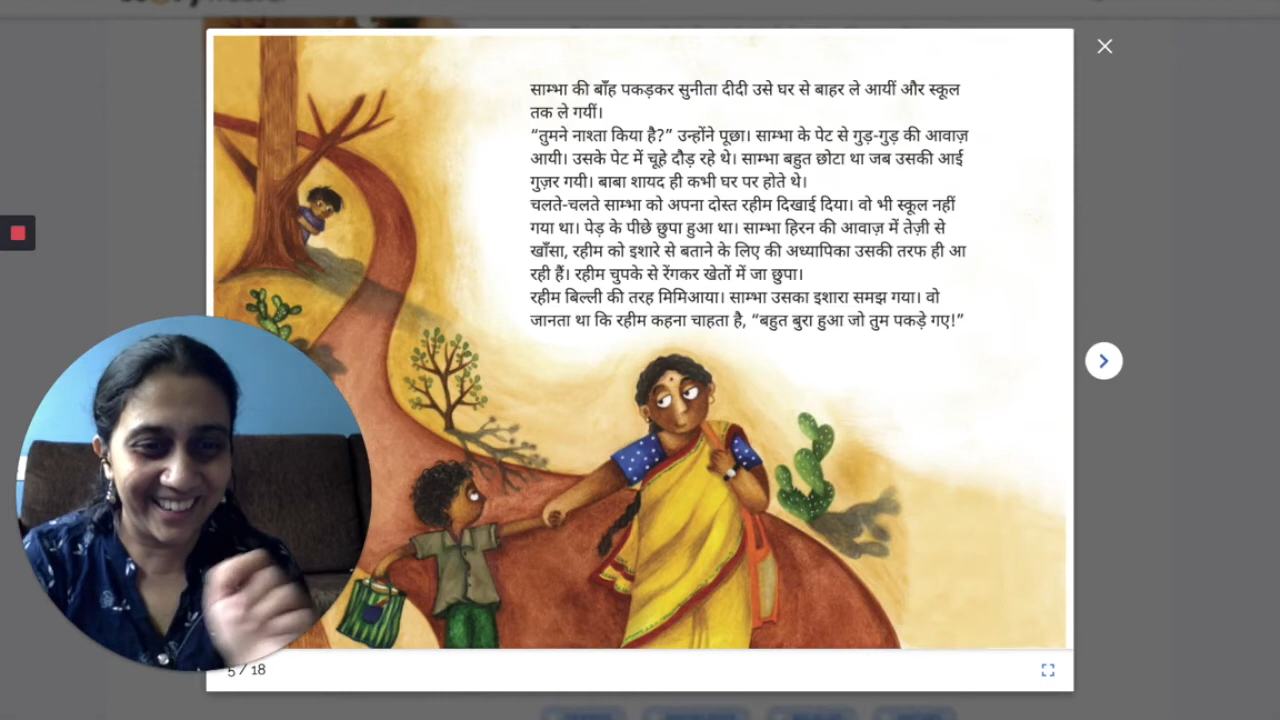 साम्भा की बाँह पकड़कर सुनीता दीदी उसे घर से बाहर ले आयीं और स्कूल
तक ले गयीं।
“तुमने नाश्ता किया है?” उन्होंने पूछा। साम्भा के पेट से गुड़-गुड़ की आवाज़
आयी। उसके पेट में चूहे दौड़ रहे थे। साम्भा बहुत छोटा था जब उसकी आई
गुज़र गयी। बाबा शायद ही कभी घर पर होते थे।
चलते-चलते साम्भा को अपना दोस्त रहीम दिखाई दिया। वो भी स्कूल नहीं
गया था। पेड़ के पीछे छुपा हुआ था। साम्भा हिरन की आवाज़ में तेज़ी से
खाँसा, रहीम को इशारे से बताने के लिए की अध्यापिका उसकी तरफ ही आ
रही हैं। रहीम चुपके से रेंगकर खेतों में जा छुपा।
रहीम बिल्ली की तरह मिमिआया। साम्भा उसका इशारा समझ गया। वो
जानता था कि रहीम कहना चाहता है, “बहुत बुरा हुआ जो तुम पकड़े गए!”
5 / 18